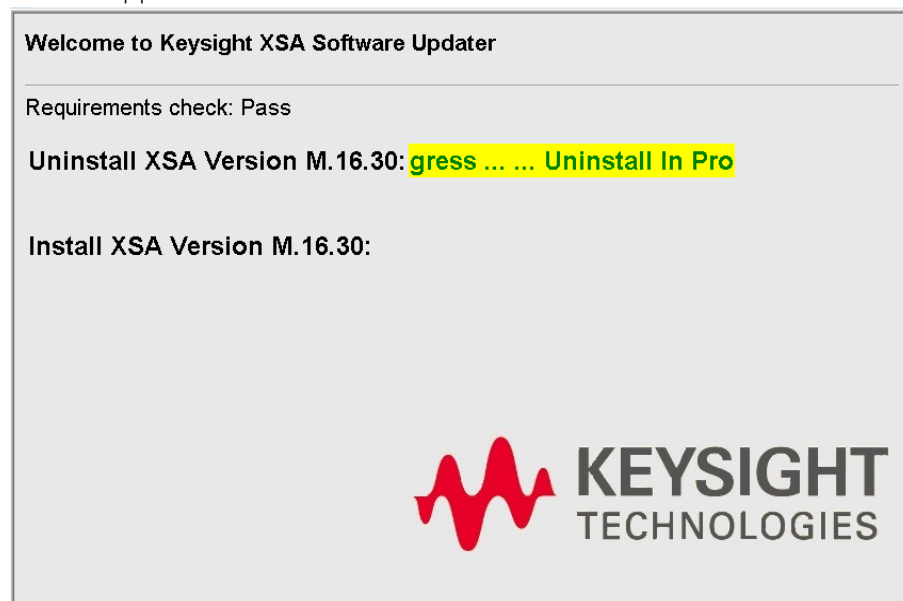 Welcome to Keysight XSA Software Updater
Requirements check: Pass
Uninstall XSA Version M.16.30: gress ... ... Uninstall In Pro
Install XSA Version M.16.30:
KEYSIGHT
TECHNOLOGIES